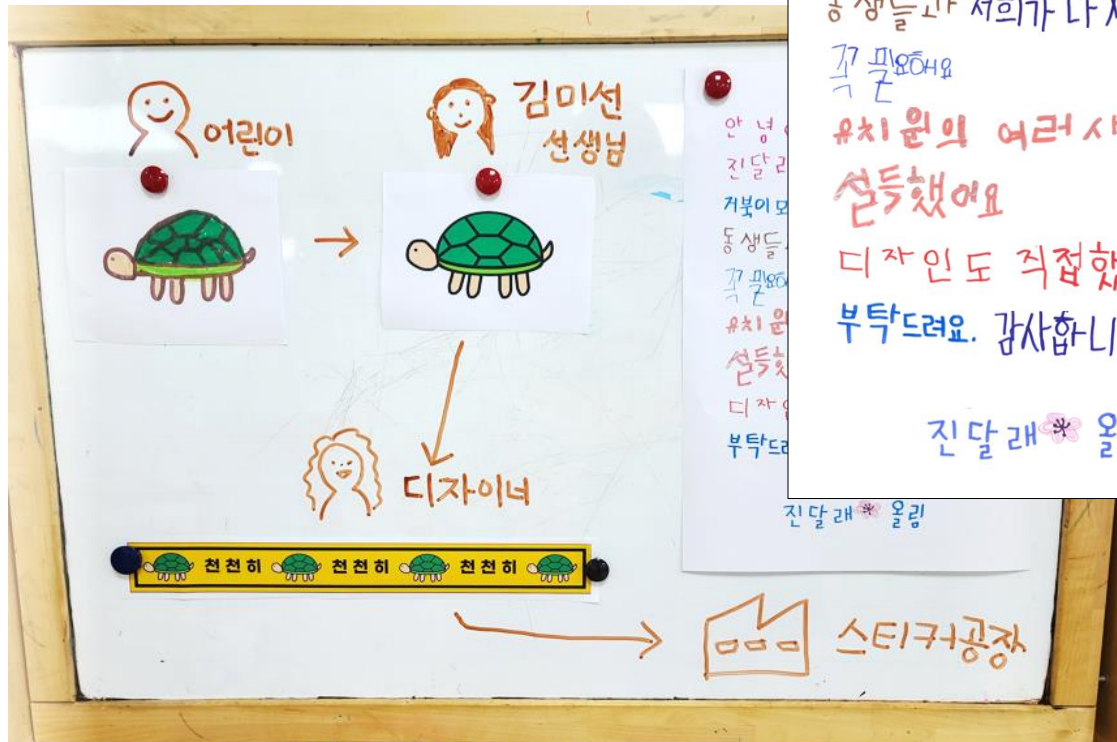 어린이
김미선
선생님
디자이너
천천히 천천히 천천히
스티커공장
안녕
진달래
거북이
동생들
꼭 필요해
유치원
설득했
디자인
부탁드려
진달래 올림
동생들과 저희가
꼭 필요해요
유치원의 여러
설득했어요
디자인도 직접했
부탁드려요. 감사합니
진달래 올